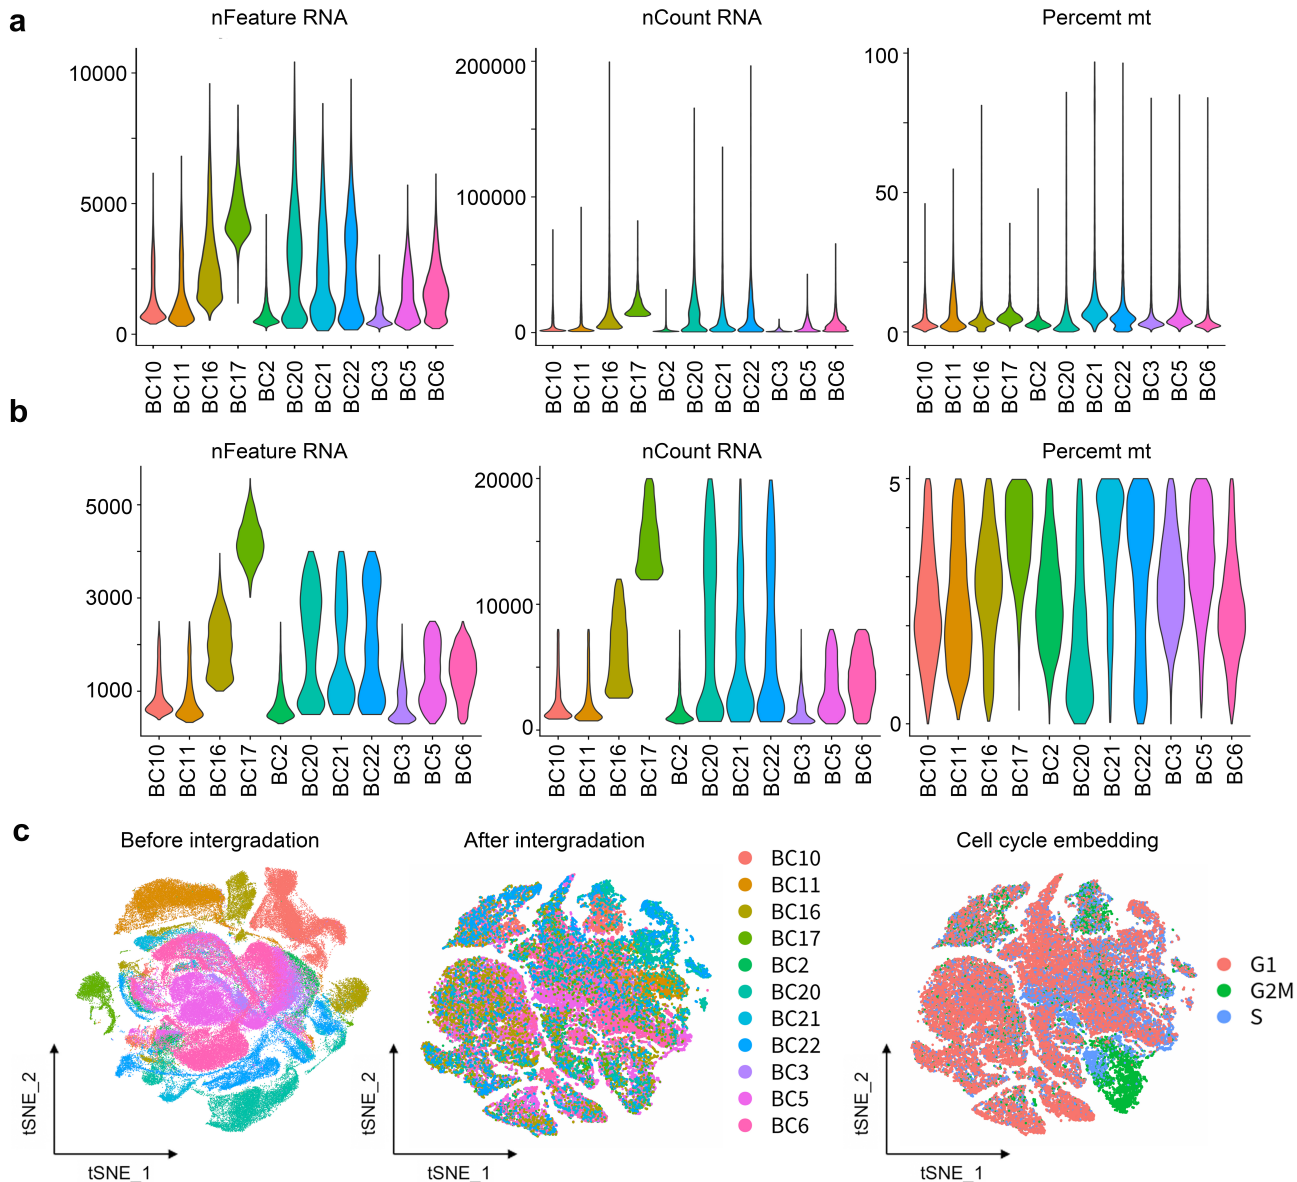 a
nFeature RNA
nCount RNA
Percemt mt
10000
5000
0
200000
100000
0
100
50
0
BC10 BC11 BC16 BC17 BC2 BC20 BC21 BC22 BC3 BC5 BC6
BC10 BC11 BC16 BC17 BC2 BC20 BC21 BC22 BC3 BC5 BC6
BC10 BC11 BC16 BC17 BC2 BC20 BC21 BC22 BC3 BC5 BC6
b
nFeature RNA
nCount RNA
Percemt mt
5000
3000
1000
20000
10000
0
5
0
BC10 BC11 BC16 BC17 BC2 BC20 BC21 BC22 BC3 BC5 BC6
BC10 BC11 BC16 BC17 BC2 BC20 BC21 BC22 BC3 BC5 BC6
BC10 BC11 BC16 BC17 BC2 BC20 BC21 BC22 BC3 BC5 BC6
c
Before intergradation
After intergradation
Cell cycle embedding
tSNE_2
tSNE_1
tSNE_2
tSNE_1
BC10
BC11
BC16
BC17
BC2
BC20
BC21
BC22
BC3
BC5
BC6
tSNE_2
tSNE_1
G1
G2M
S